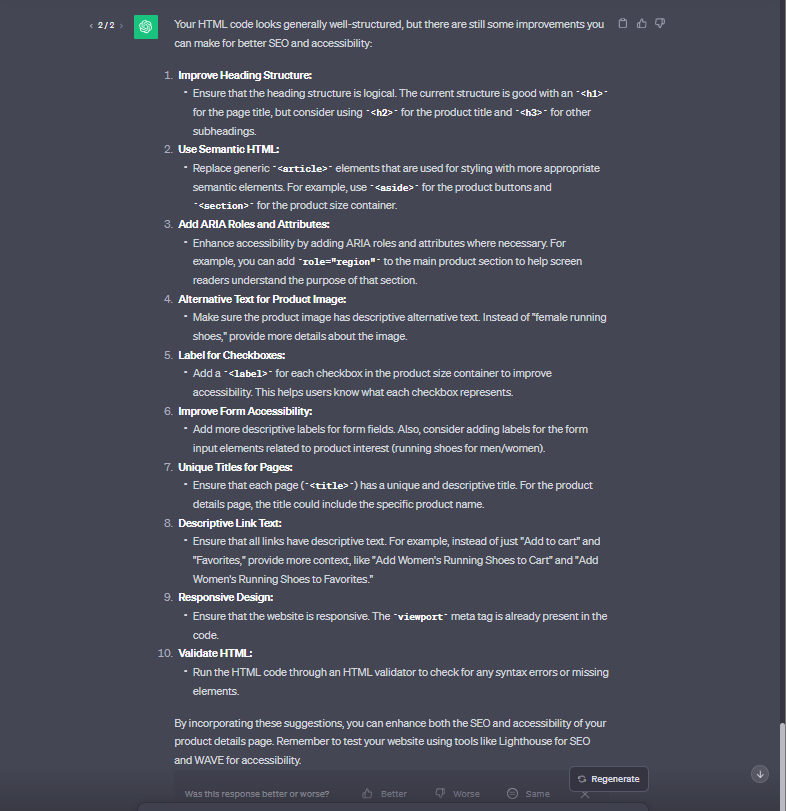 2/2
Your HTML code looks generally well-structured, but there are still some improvements you
can make for better SEO and accessibility:
1. Improve Heading Structure:
• Ensure that the heading structure is logical. The current structure is good with an `<h1>`
for the page title, but consider using `<h2>` for the product title and `<h3>` for other
subheadings.
2. Use Semantic HTML:
• Replace generic `<article>` elements that are used for styling with more appropriate
semantic elements. For example, use `<aside>` for the product buttons and
`<section>` for the product size container.
3. Add ARIA Roles and Attributes:
• Enhance accessibility by adding ARIA roles and attributes where necessary. For
example, you can add `role="region"` to the main product section to help screen
readers understand the purpose of that section.
4. Alternative Text for Product Image:
• Make sure the product image has descriptive alternative text. Instead of "female running
shoes," provide more details about the image.
5. Label for Checkboxes:
• Add a `<label>` for each checkbox in the product size container to improve
accessibility. This helps users know what each checkbox represents.
6. Improve Form Accessibility:
• Add more descriptive labels for form fields. Also, consider adding labels for the form
input elements related to product interest (running shoes for men/women).
7. Unique Titles for Pages:
• Ensure that each page (`<title>`) has a unique and descriptive title. For the product
details page, the title could include the specific product name.
8. Descriptive Link Text:
• Ensure that all links have descriptive text. For example, instead of just "Add to cart" and
"Favorites," provide more context, like "Add Women's Running Shoes to Cart" and "Add
Women's Running Shoes to Favorites."
9. Responsive Design:
• Ensure that the website is responsive. The `viewport` meta tag is already present in the
code.
10. Validate HTML:
• Run the HTML code through an HTML validator to check for any syntax errors or missing
elements.
By incorporating these suggestions, you can enhance both the SEO and accessibility of your
product details page. Remember to test your website using tools like Lighthouse for SEO
and WAVE for accessibility.
Regenerate
Was this response better or worse? Better Worse Same